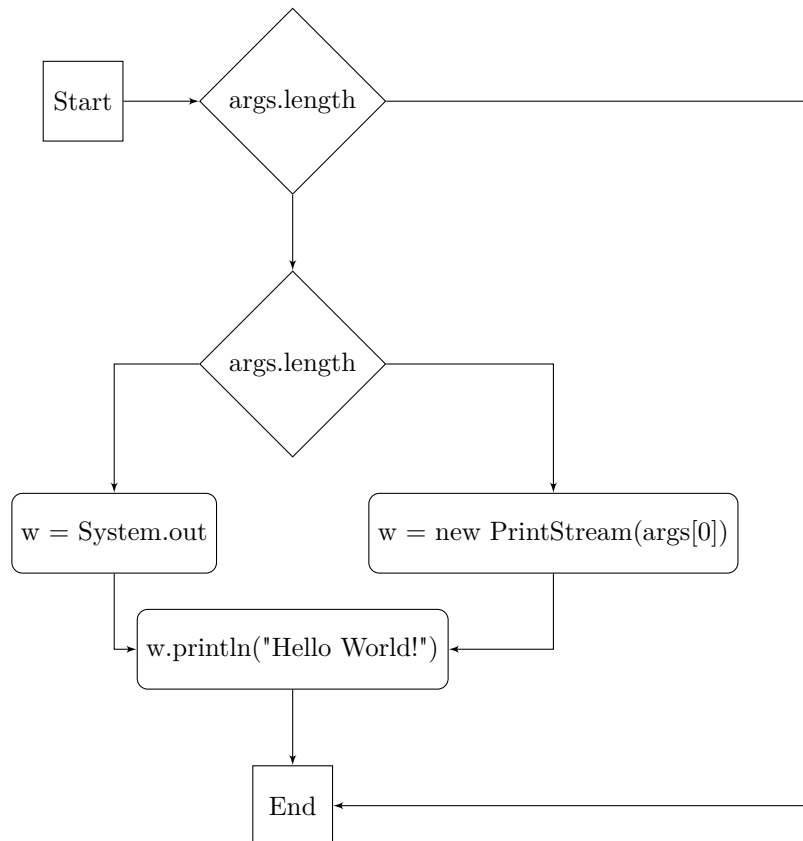 Start
args.length
args.length
w = System.out
w = new PrintStream(args[0])
w.println("Hello World!")
End